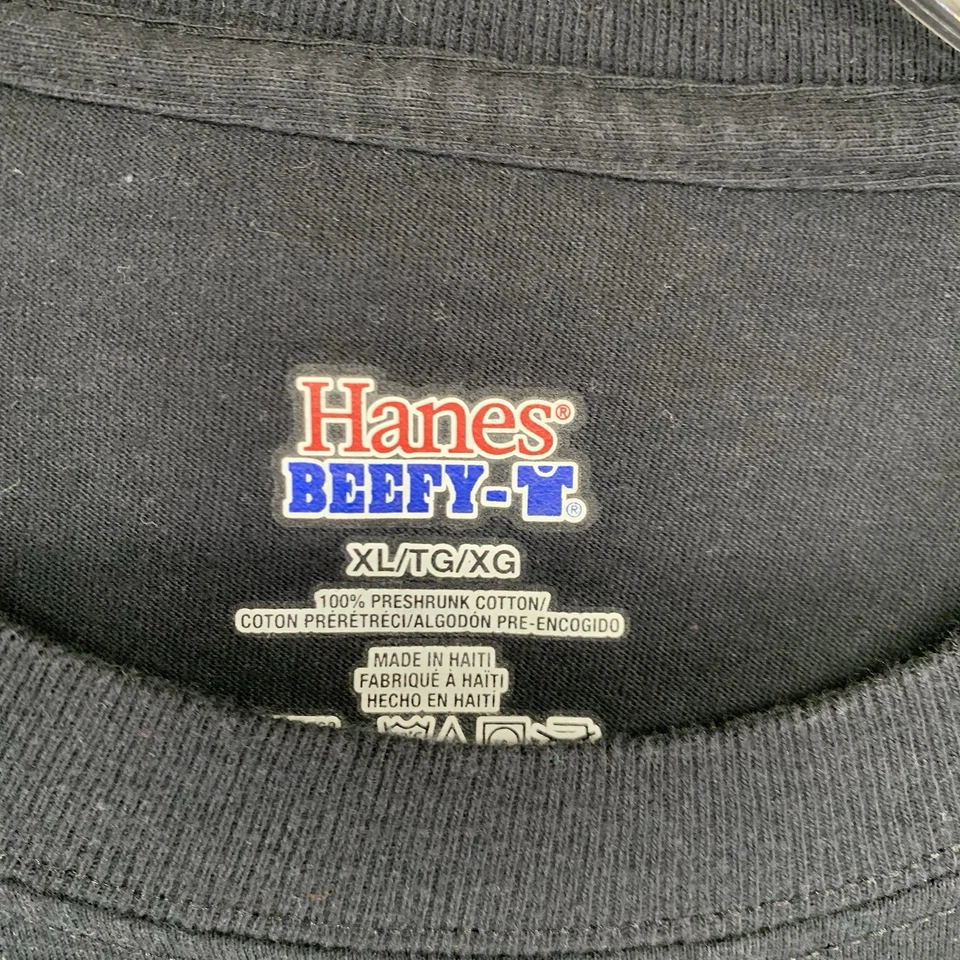 Hanes®
BEEFY-T®
XL/TG/XG
100% PRESHRUNK COTTON/
COTON PRÉRÉTRÉCI/ALGODÓN PRE-ENCOGIDO
MADE IN HAITI
FABRIQUÉ À HAÏTI
HECHO EN HAITÍ